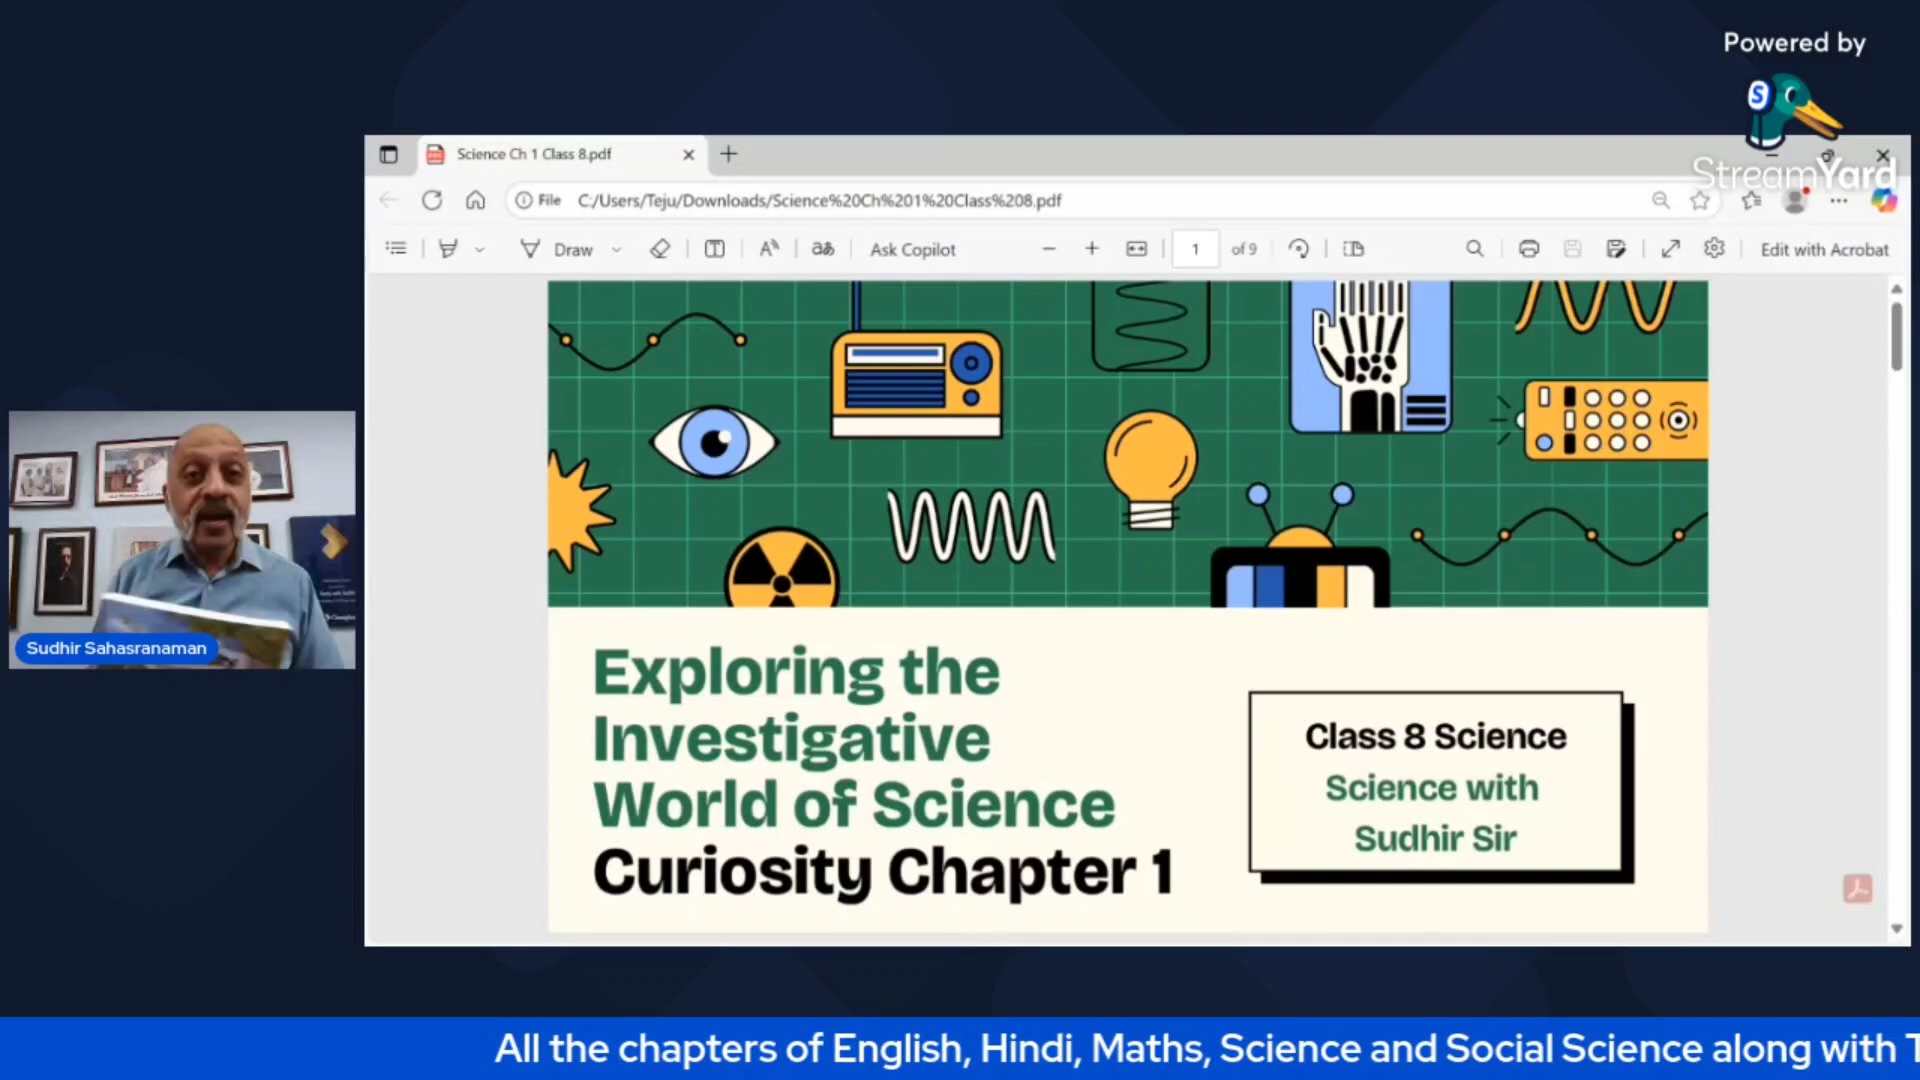 Powered by
StreamYard
S
Science Ch 1 Class 8.pdf
File C:/Users/Teju/Downloads/Science%20Ch%201%20Class%208.pdf
Draw
Ask Copilot
1 of 9
Edit with Acrobat
Exploring the
Investigative
World of Science
Curiosity Chapter 1
Class 8 Science
Science with
Sudhir Sir
Sudhir Sahasranaman
All the chapters of English, Hindi, Maths, Science and Social Science along with T